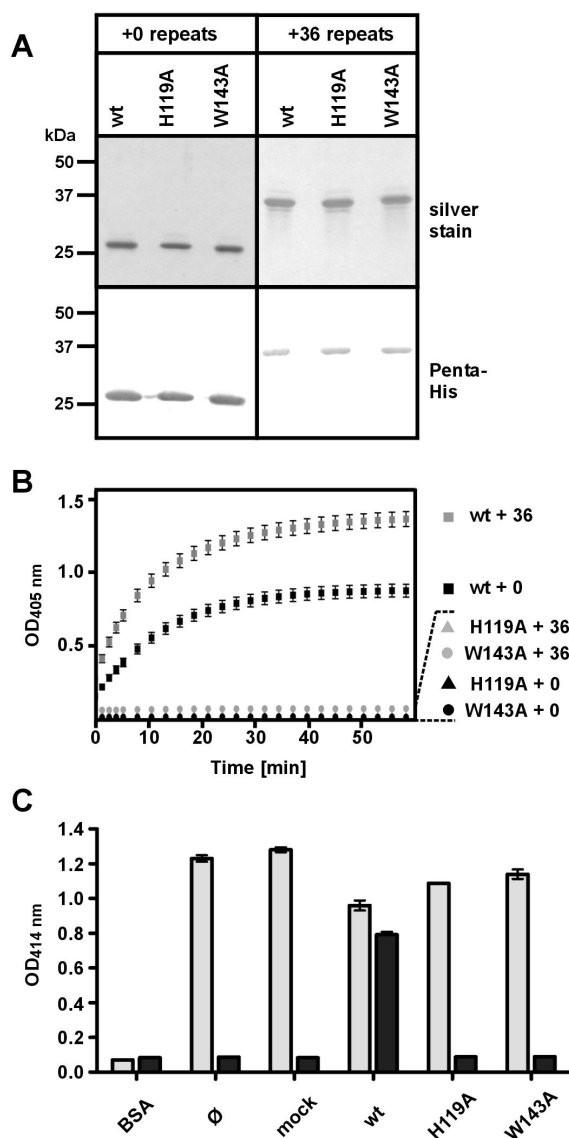 A
+0 repeats
+36 repeats
wt
H119A
W143A
wt
H119A
W143A
kDa
50
37
25
silver
stain
50
37
25
Penta-
His
B
1.5
1.0
0.5
OD405 nm
0
10
20
30
40
50
Time [min]
wt + 36
wt + 0
H119A + 36
W143A + 36
H119A + 0
W143A + 0
C
1.4
1.2
1.0
0.8
0.6
0.4
0.2
0.0
OD414 nm
BSA
Ø
mock
wt
H119A
W143A